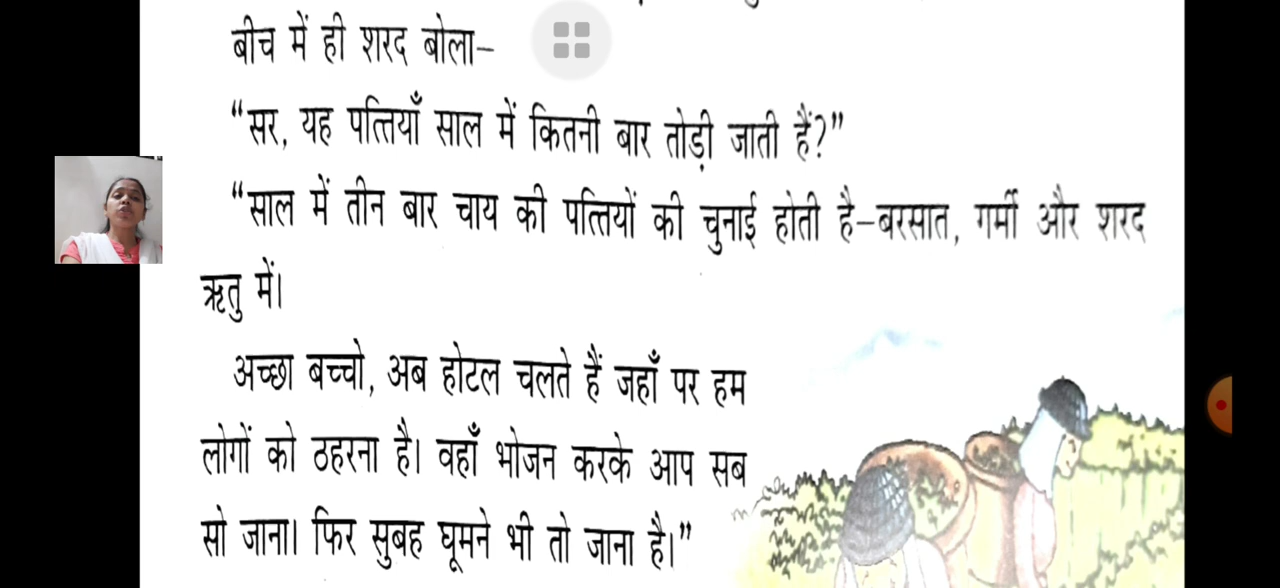 बीच में ही शरद बोला–
“सर, यह पत्तियाँ साल में कितनी बार तोड़ी जाती हैं?”
“साल में तीन बार चाय की पत्तियों की चुनाई होती है–बरसात, गर्मी और शरद
ऋतु में।
अच्छा बच्चो, अब होटल चलते हैं जहाँ पर हम
लोगों को ठहरना है। वहाँ भोजन करके आप सब
सो जाना। फिर सुबह घूमने भी तो जाना है।”